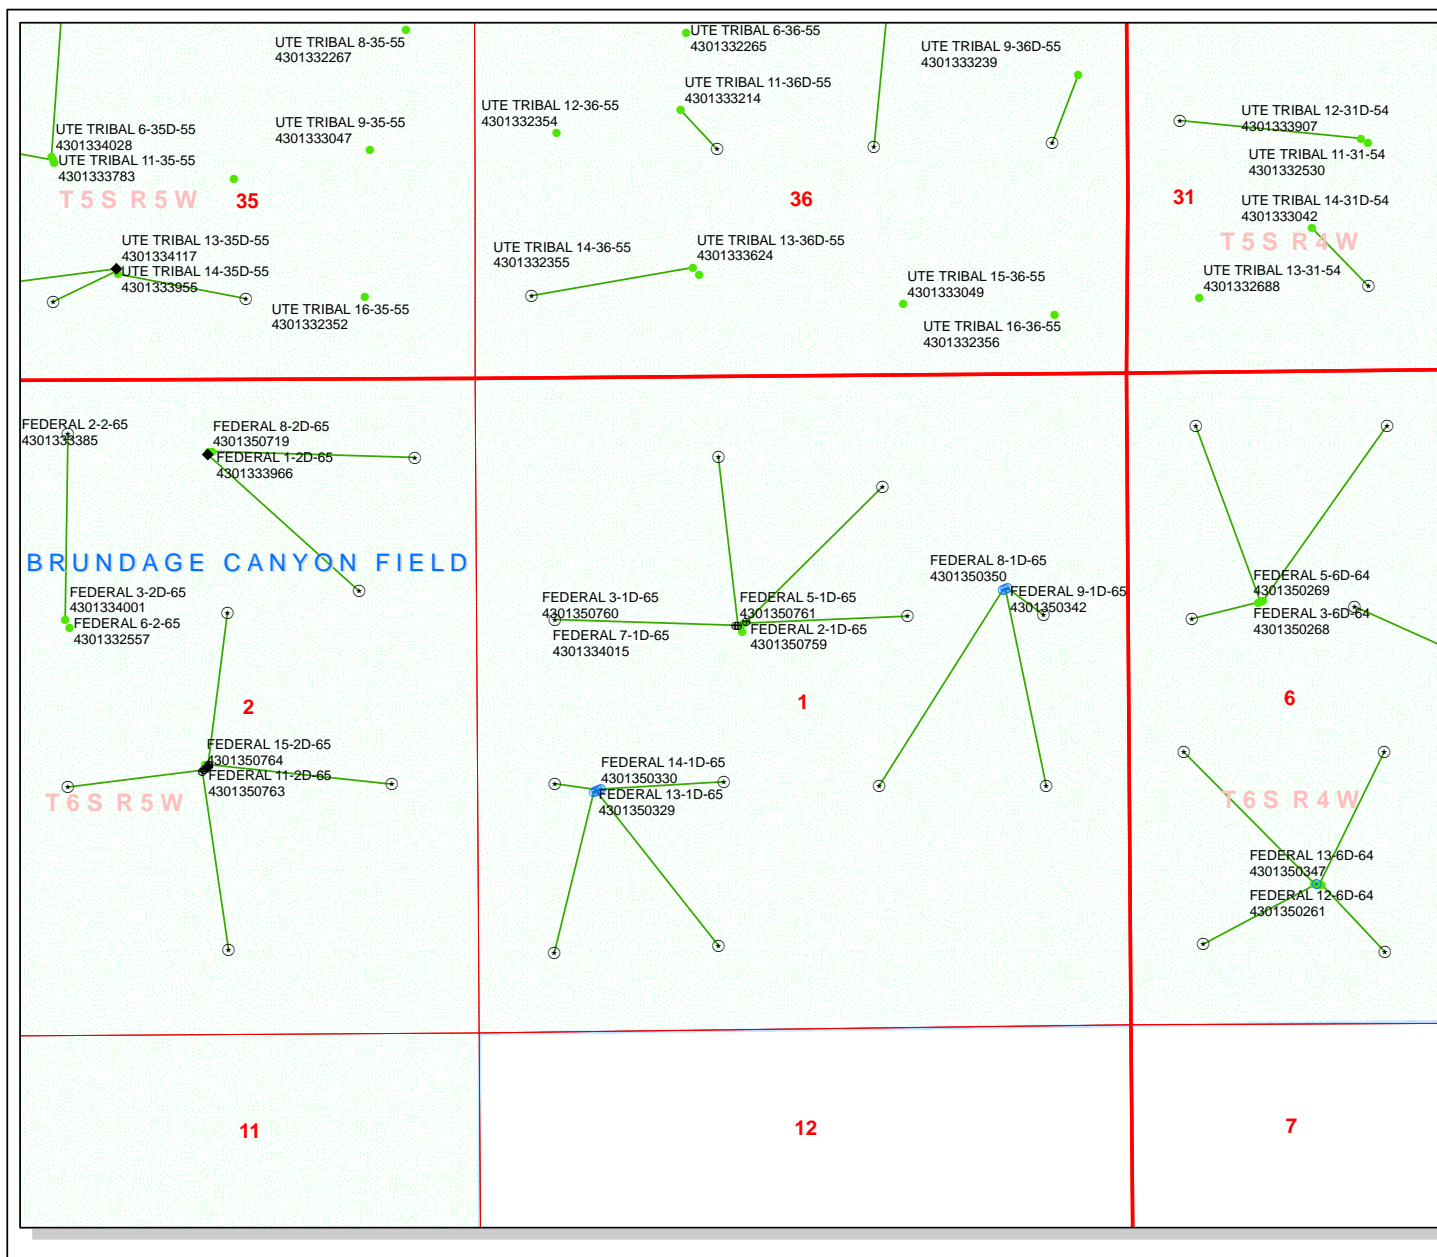 UTE TRIBAL 8-35-55
4301332267
UTE TRIBAL 6-36-55
4301332265
UTE TRIBAL 9-36D-55
4301333239
UTE TRIBAL 11-36D-55
4301333214
UTE TRIBAL 12-36-55
4301332354
UTE TRIBAL 12-31D-54
4301333907
UTE TRIBAL 6-35D-55
4301334028
UTE TRIBAL 9-35-55
4301333047
UTE TRIBAL 11-35-55
4301333783
UTE TRIBAL 11-31-54
4301332530
T5S R5W
35
36
31
UTE TRIBAL 14-31D-54
4301333042
T5S R4W
UTE TRIBAL 13-35D-55
4301334117
UTE TRIBAL 14-35D-55
4301333955
UTE TRIBAL 14-36-55
4301332355
UTE TRIBAL 13-36D-55
4301333624
UTE TRIBAL 15-36-55
4301333049
UTE TRIBAL 13-31-54
4301332688
UTE TRIBAL 16-35-55
4301332352
UTE TRIBAL 16-36-55
4301332356
FEDERAL 2-2-65
4301333385
FEDERAL 8-2D-65
4301350719
FEDERAL 1-2D-65
4301333966
BRUNDAGE CANYON FIELD
FEDERAL 8-1D-65
4301350350
FEDERAL 9-1D-65
4301350342
FEDERAL 5-6D-64
4301350269
FEDERAL 3-6D-64
4301350268
FEDERAL 3-2D-65
4301334001
FEDERAL 6-2-65
4301332557
FEDERAL 3-1D-65
4301350760
FEDERAL 5-1D-65
4301350761
FEDERAL 7-1D-65
4301334015
FEDERAL 2-1D-65
4301350759
2
1
6
FEDERAL 15-2D-65
4301350764
FEDERAL 11-2D-65
4301350763
FEDERAL 14-1D-65
4301350330
FEDERAL 13-1D-65
4301350329
T6S R5W
T6S R4W
FEDERAL 13-6D-64
4301350347
FEDERAL 12-6D-64
4301350261
11
12
7